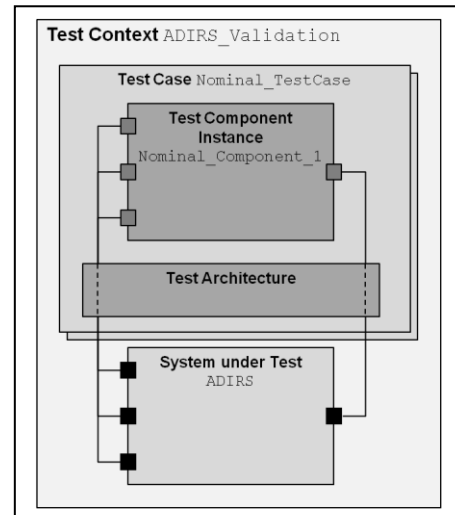 Test Context ADIRS_Validation
Test Case Nominal_TestCase
Test Component
Instance
Nominal_Component_1
Test Architecture
System under Test
ADIRS